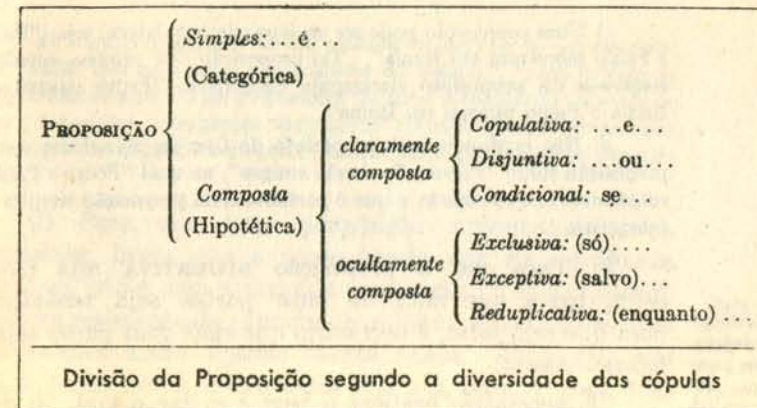 Simples:...é...
(Categórica)
PROPOSIÇÃO
Composta
(Hipotética)
claramente
composta
Copulativa: ...e...
Disjuntiva: ...ou...
Condicional: se....
ocultamente
composta
Exclusiva: (só)....
Exceptiva: (salvo)...
Reduplicativa: (enquanto) ...
Divisão da Proposição segundo a diversidade das cópulas